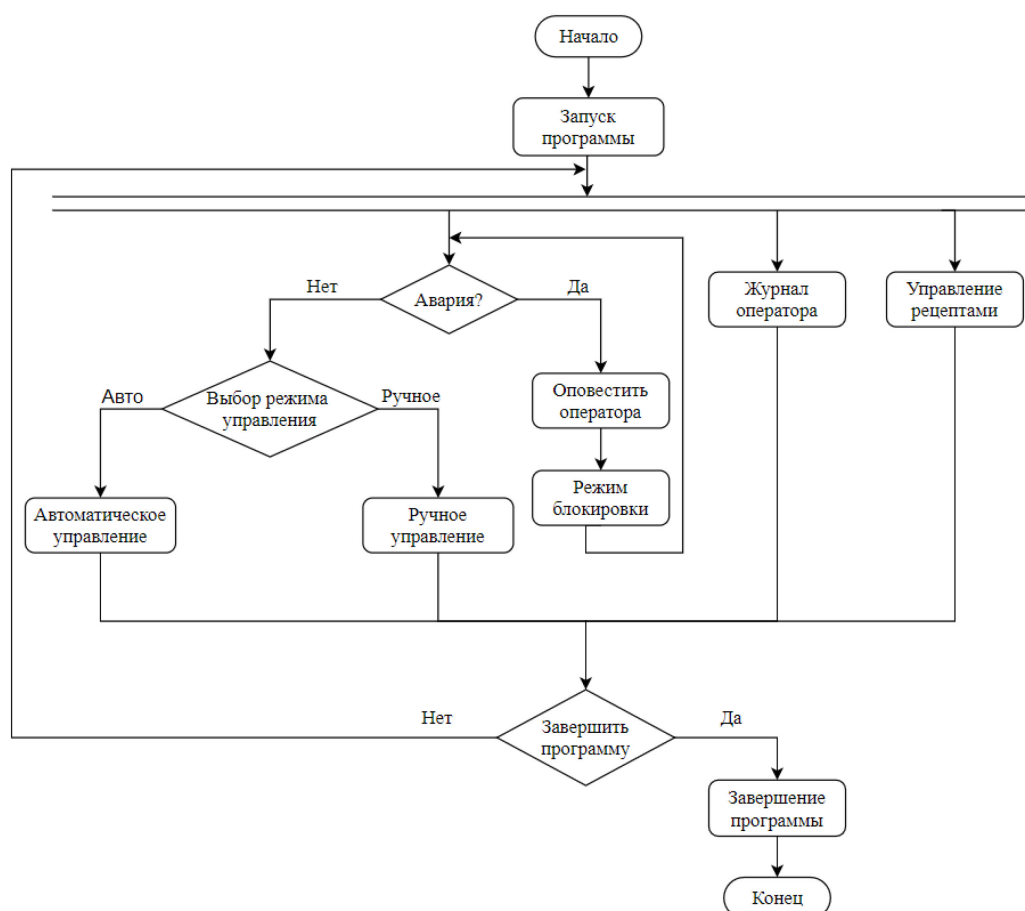 Начало
Запуск
программы
Нет
Авария?
Да
Журнал
оператора
Управление
рецептами
Авто
Выбор режима
управления
Ручное
Оповестить
оператора
Автоматическое
управление
Ручное
управление
Режим
блокировки
Нет
Завершить
программу
Да
Завершение
программы
Конец